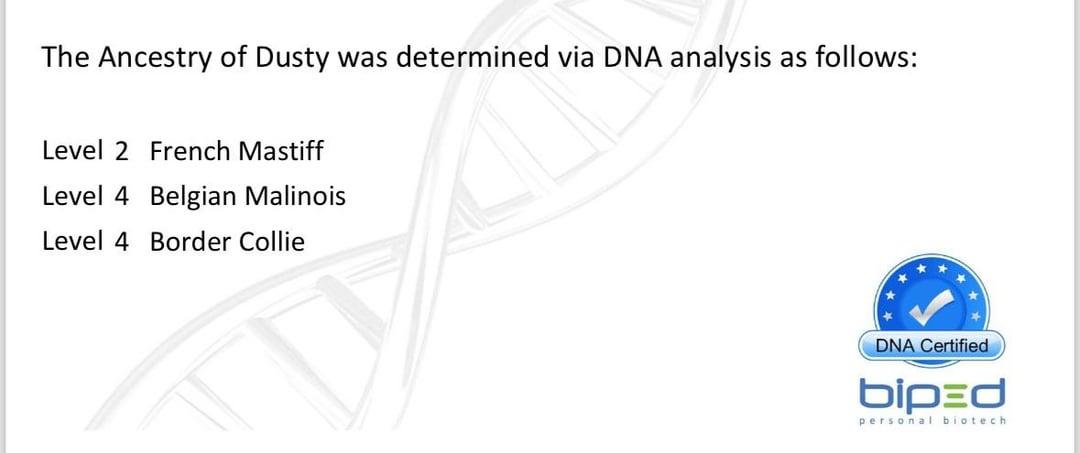 The Ancestry of Dusty was determined via DNA analysis as follows:
Level 2 French Mastiff
Level 4 Belgian Malinois
Level 4 Border Collie
DNA Certified
biped
personal biotech